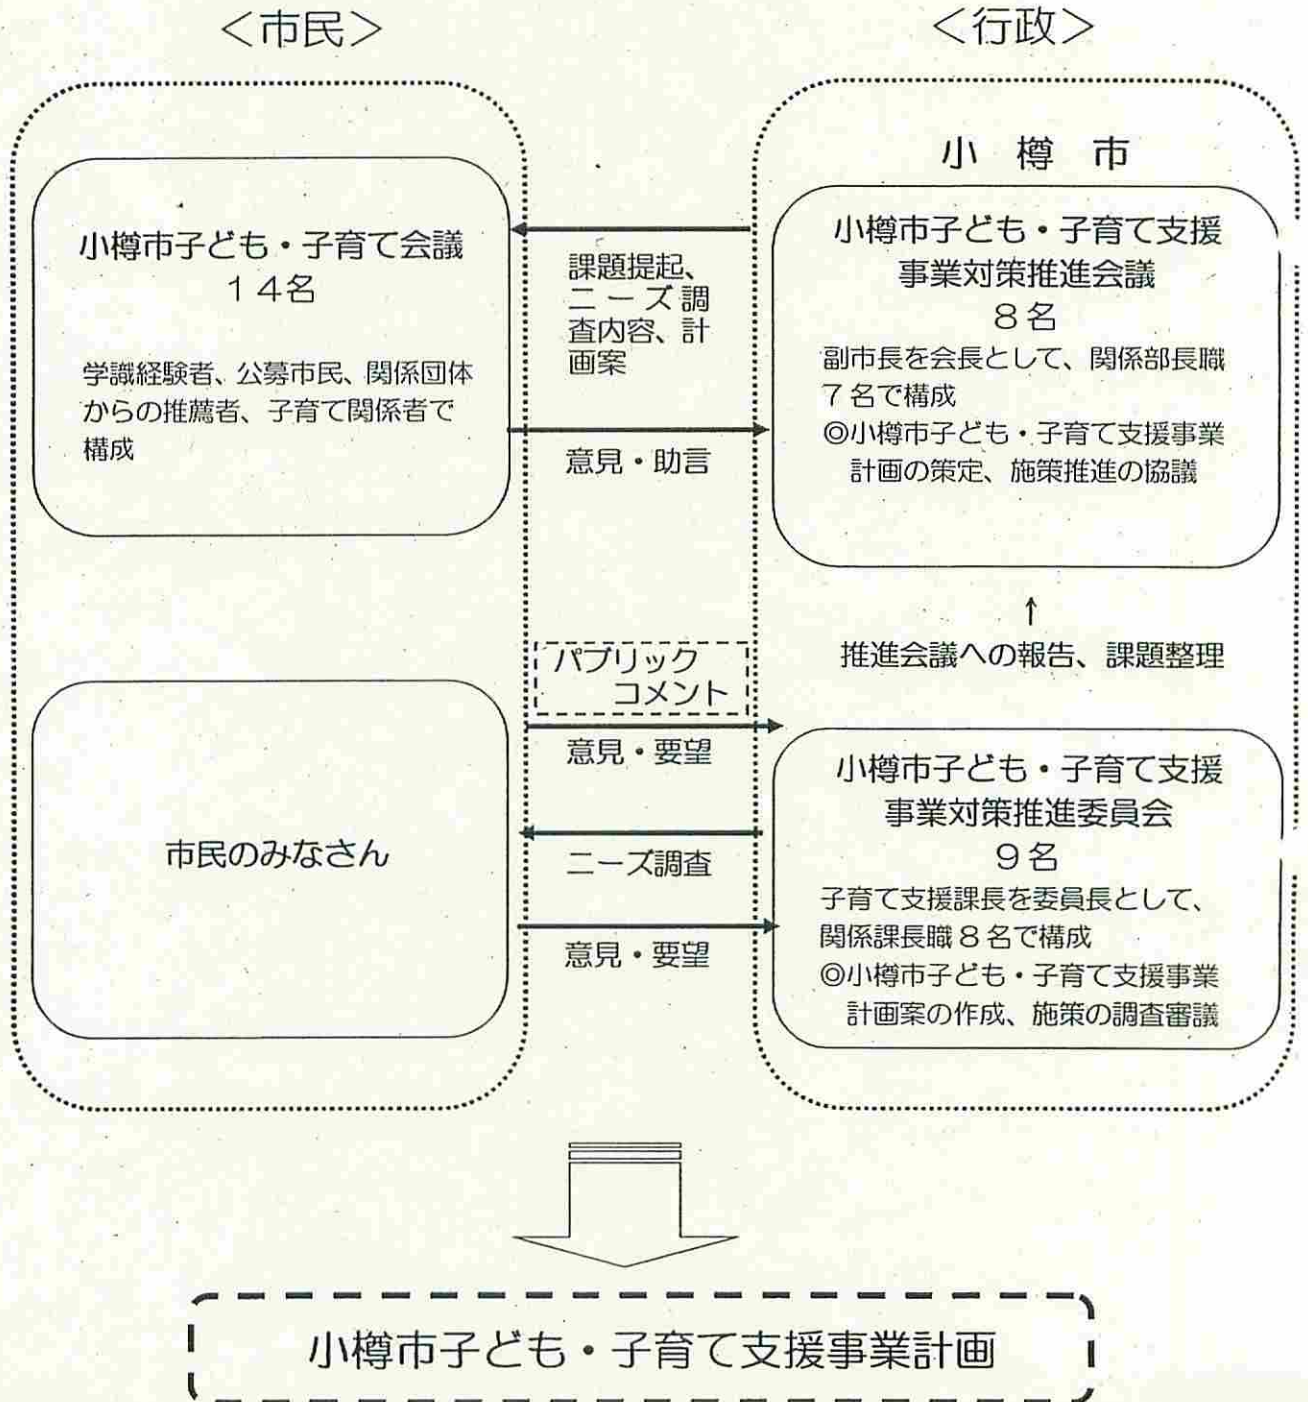 ＜市民＞
＜行政＞
小樽市子ども・子育て会議
１４名
学識経験者、公募市民、関係団体
からの推薦者、子育て関係者で
構成
課題提起、
ニーズ調
査内容、計
画案
意見・助言
小　樽　市
小樽市子ども・子育て支援
事業対策推進会議
８名
副市長を会長として、関係部長職
７名で構成
◎小樽市子ども・子育て支援事業
計画の策定、施策推進の協議
↑
推進会議への報告、課題整理
市民のみなさん
パブリック
コメント
意見・要望
ニーズ調査
意見・要望
小樽市子ども・子育て支援
事業対策推進委員会
９名
子育て支援課長を委員長として、
関係課長職８名で構成
◎小樽市子ども・子育て支援事業
計画案の作成、施策の調査審議
小樽市子ども・子育て支援事業計画